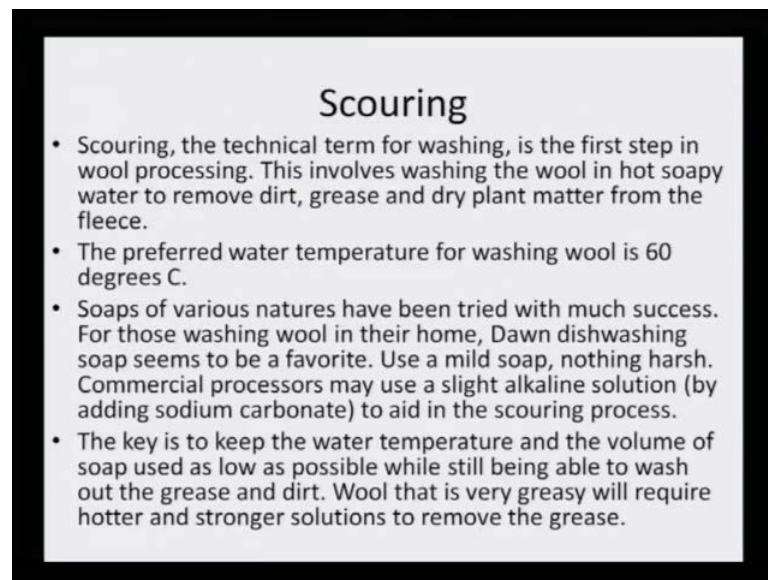 Scouring
• Scouring, the technical term for washing, is the first step in
wool processing. This involves washing the wool in hot soapy
water to remove dirt, grease and dry plant matter from the
fleece.
• The preferred water temperature for washing wool is 60
degrees C.
• Soaps of various natures have been tried with much success.
For those washing wool in their home, Dawn dishwashing
soap seems to be a favorite. Use a mild soap, nothing harsh.
Commercial processors may use a slight alkaline solution (by
adding sodium carbonate) to aid in the scouring process.
• The key is to keep the water temperature and the volume of
soap used as low as possible while still being able to wash
out the grease and dirt. Wool that is very greasy will require
hotter and stronger solutions to remove the grease.